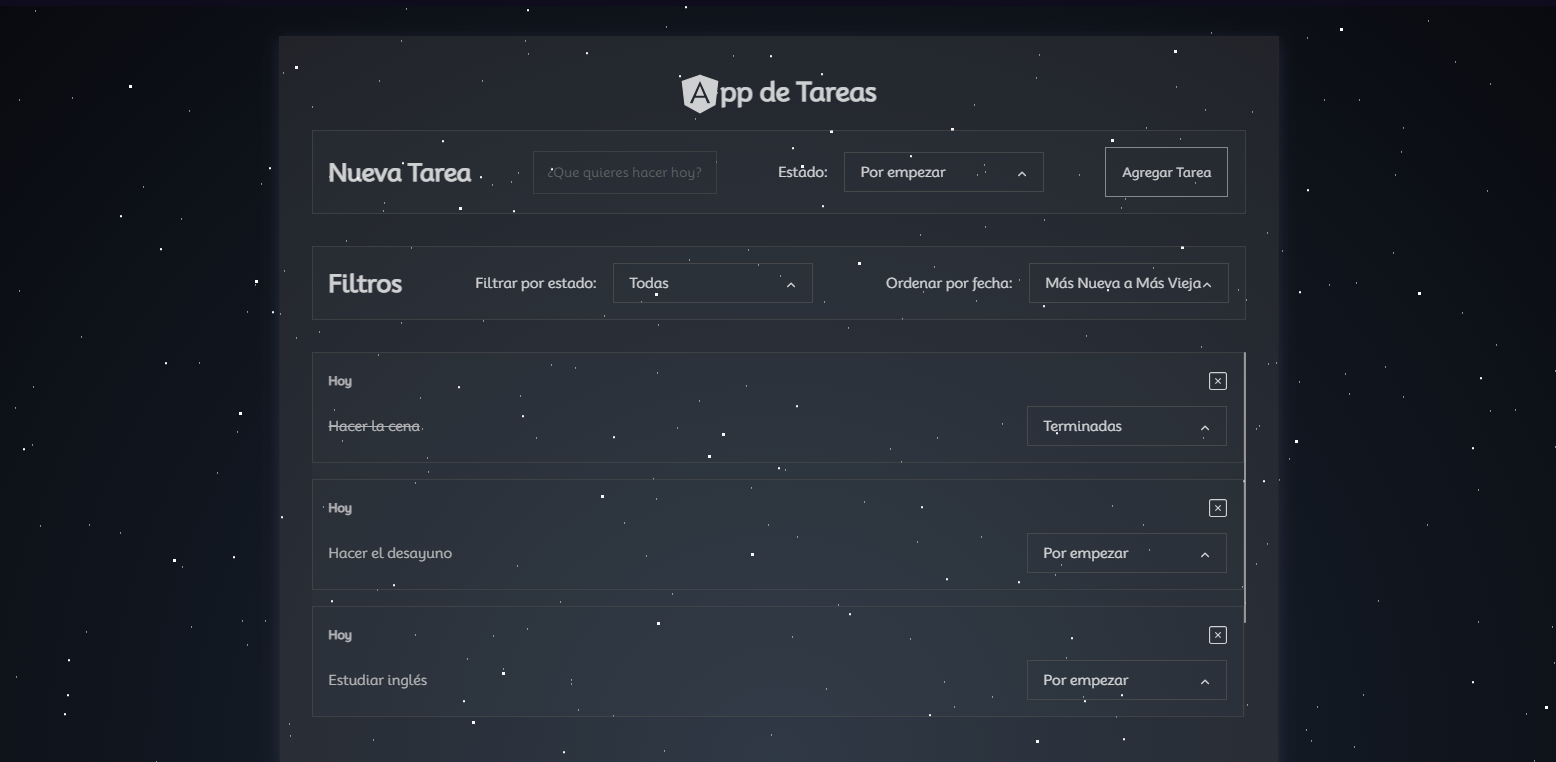 App de Tareas
Nueva Tarea ¿Que quieres hacer hoy? Estado: Por empezar Agregar Tarea
Filtros Filtrar por estado: Todas Ordenar por fecha: Más Nueva a Más Vieja
Hoy
Hacer la cena Terminadas
Hoy
Hacer el desayuno Por empezar
Hoy
Estudiar inglés Por empezar